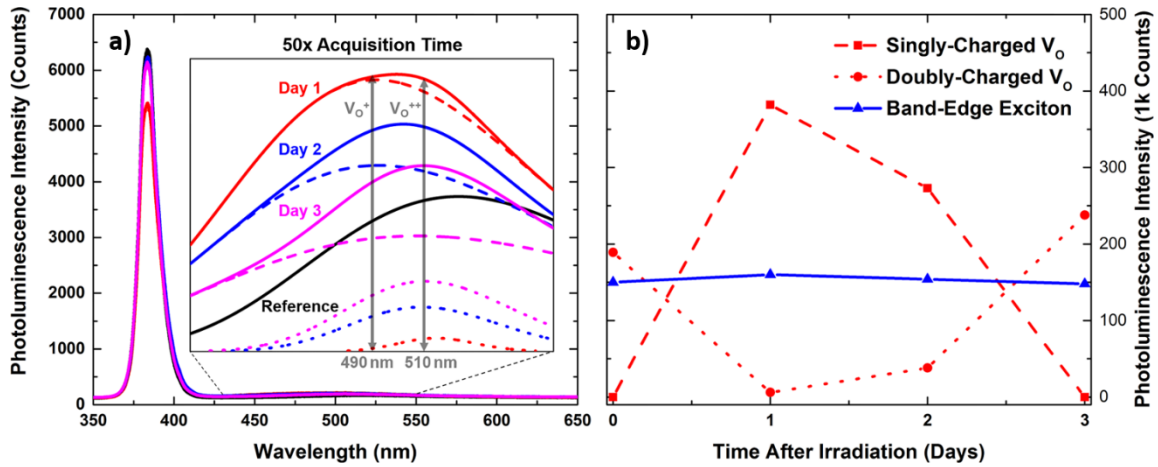 a)
50x Acquisition Time
Day 1
V_O^+
V_O^{++}
Day 2
Day 3
Reference
490 nm
510 nm
7000
6000
5000
4000
3000
2000
1000
0
Photoluminescence Intensity (Counts)
350 400 450 500 550 600 650
Wavelength (nm)
b)
Singly-Charged V_O
Doubly-Charged V_O
Band-Edge Exciton
500
400
300
200
100
0
Photoluminescence Intensity (1k Counts)
0 1 2 3
Time After Irradiation (Days)